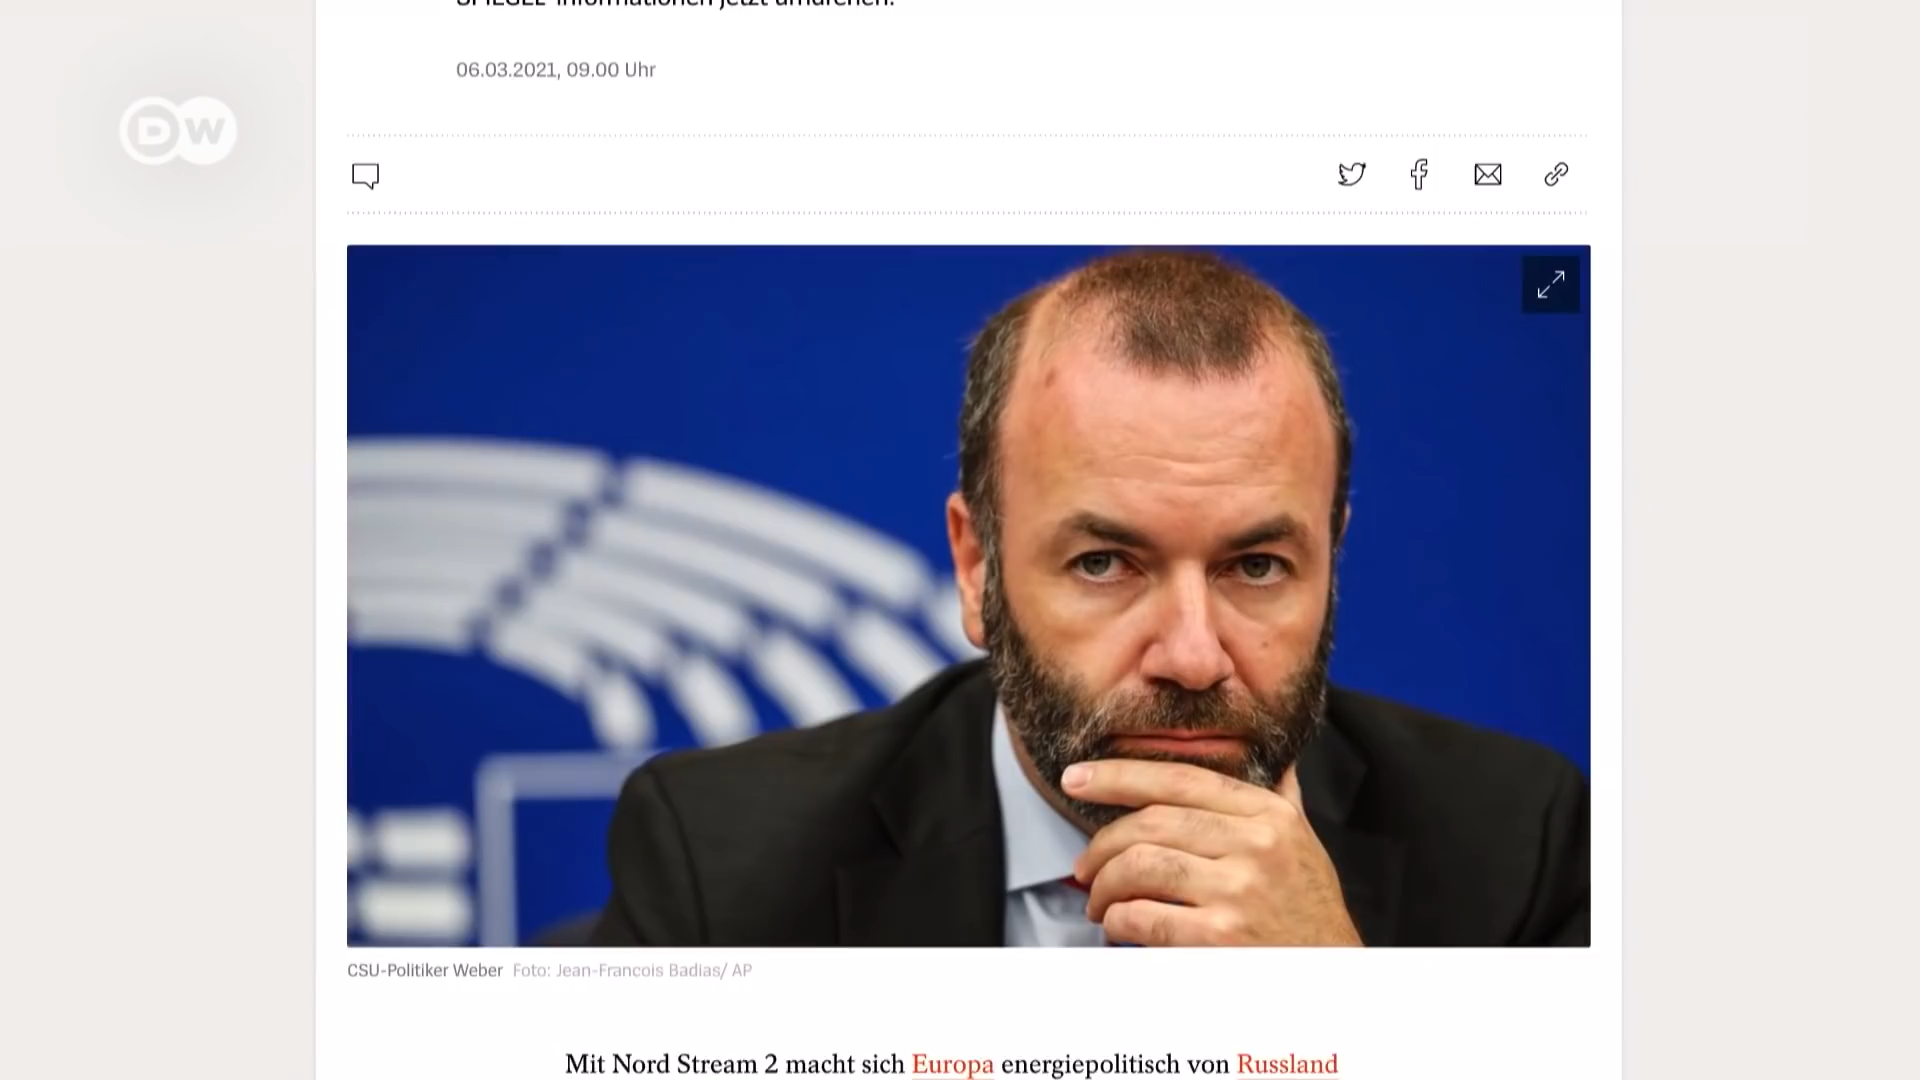 SPIEGEL-Informationen jetzt umdrehen.
06.03.2021, 09.00 Uhr
DW
CSU-Politiker Weber Foto: Jean-Francois Badias/ AP
Mit Nord Stream 2 macht sich Europa energiepolitisch von Russland